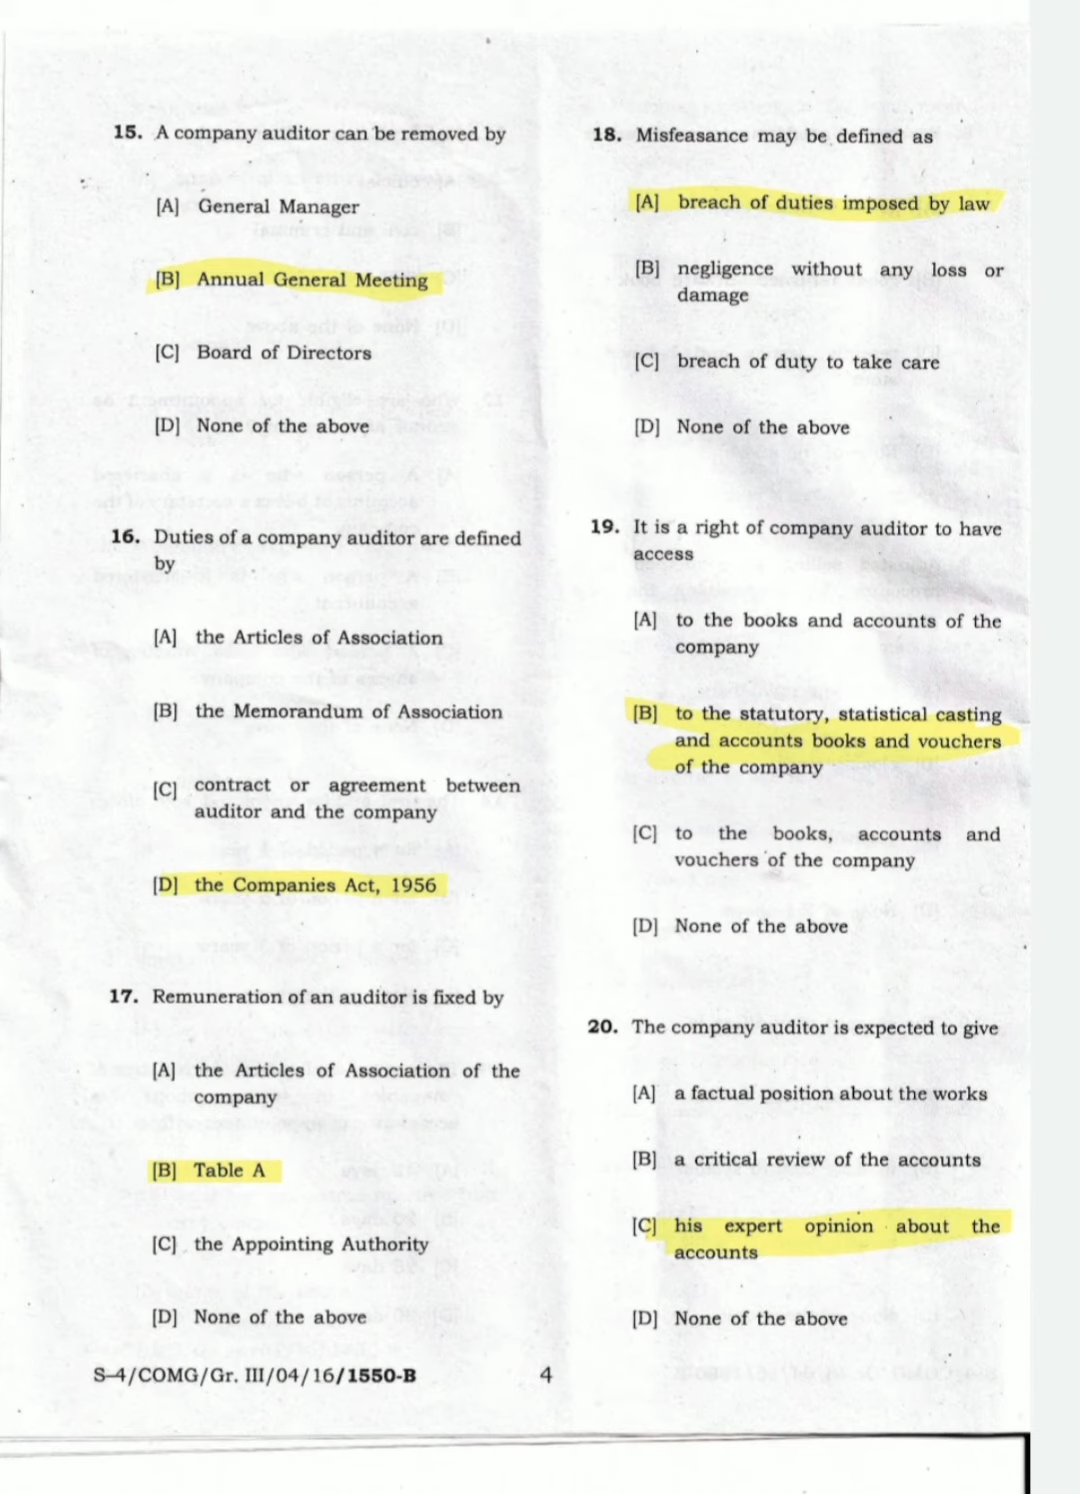 15. A company auditor can be removed by
[A] General Manager
[B] Annual General Meeting
[C] Board of Directors
[D] None of the above
16. Duties of a company auditor are defined
by
[A] the Articles of Association
[B] the Memorandum of Association
[C] contract or agreement between
auditor and the company
[D] the Companies Act, 1956
17. Remuneration of an auditor is fixed by
[A] the Articles of Association of the
company
[B] Table A
[C] the Appointing Authority
[D] None of the above
18. Misfeasance may be defined as
[A] breach of duties imposed by law
[B] negligence without any loss or
damage
[C] breach of duty to take care
[D] None of the above
19. It is a right of company auditor to have
access
[A] to the books and accounts of the
company
[B] to the statutory, statistical casting
and accounts books and vouchers
of the company
[C] to the books, accounts and
vouchers of the company
[D] None of the above
20. The company auditor is expected to give
[A] a factual position about the works
[B] a critical review of the accounts
[C] his expert opinion about the
accounts
[D] None of the above
S-4/COMG/Gr. III/04/16/1550-B 4